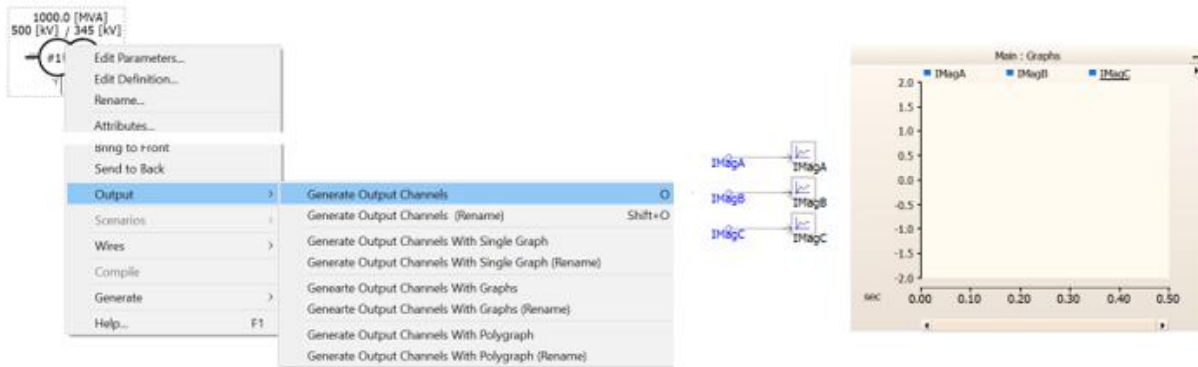 1000.0 [MVA]
500 [kV] / 345 [kV]
#1
Edit Parameters...
Edit Definition...
Rename...
Attributes...
Bring to Front
Send to Back
Output
Scenarios
Wires
Compile
Generate
Help... F1
Generate Output Channels O
Generate Output Channels (Rename) Shift+O
Generate Output Channels With Single Graph
Generate Output Channels With Single Graph (Rename)
Genearte Output Channels With Graphs
Genearte Output Channels With Graphs (Rename)
Generate Output Channels With Polygraph
Generate Output Channels With Polygraph (Rename)
IMagA IMagA
IMagB IMagB
IMagC IMagC
Main : Graphs
IMagA IMagB IMagC
2.0
1.5
1.0
0.5
0.0
-0.5
-1.0
-1.5
-2.0
sec 0.00 0.10 0.20 0.30 0.40 0.50